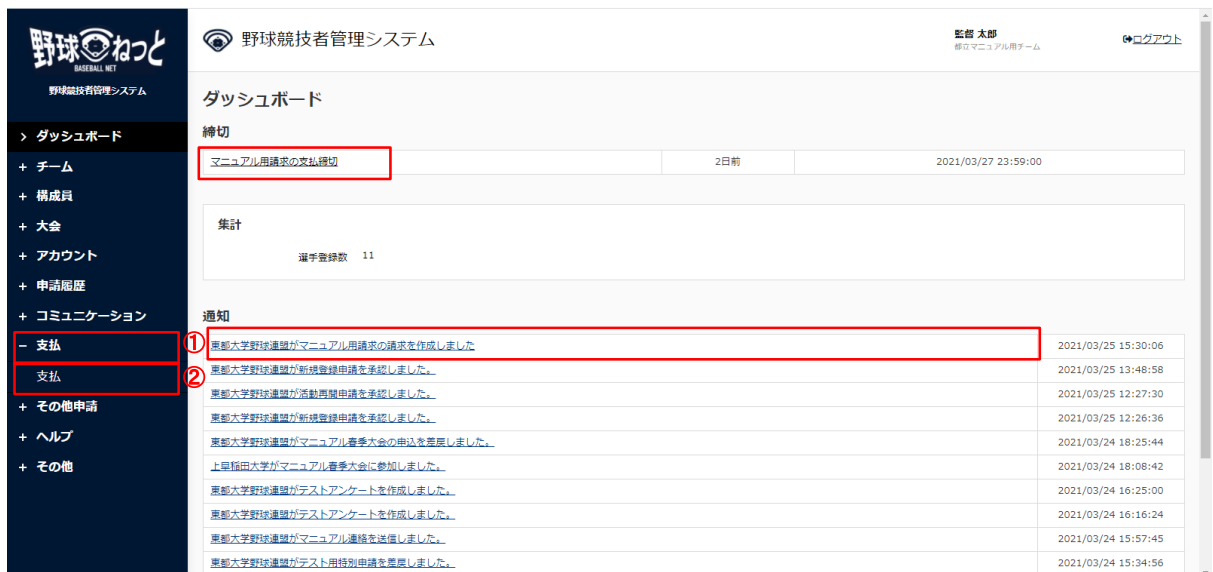 野球ねっと
BASEBALL NET
野球競技者管理システム
> ダッシュボード
+ チーム
+ 構成員
+ 大会
+ アカウント
+ 申請履歴
+ コミュニケーション
− 支払 ①
支払 ②
+ その他申請
+ ヘルプ
+ その他
野球競技者管理システム
監督 太郎
都立マニュアル用チーム
ログアウト
ダッシュボード
締切
マニュアル用請求の支払締切 2日前 2021/03/27 23:59:00
集計
選手登録数 11
通知
東都大学野球連盟がマニュアル用請求の請求を作成しました 2021/03/25 15:30:06
東都大学野球連盟が新規登録申請を承認しました。 2021/03/25 13:48:58
東都大学野球連盟が活動再開申請を承認しました。 2021/03/25 12:27:30
東都大学野球連盟が新規登録申請を承認しました。 2021/03/25 12:26:36
東都大学野球連盟がマニュアル春季大会の申込を差戻しました。 2021/03/24 18:25:44
上早稲田大学がマニュアル春季大会に参加しました。 2021/03/24 18:08:42
東都大学野球連盟がテストアンケートを作成しました。 2021/03/24 16:25:00
東都大学野球連盟がテストアンケートを作成しました。 2021/03/24 16:16:24
東都大学野球連盟がマニュアル連絡を送信しました。 2021/03/24 15:57:45
東都大学野球連盟がテスト用特別申請を差戻しました。 2021/03/24 15:34:56